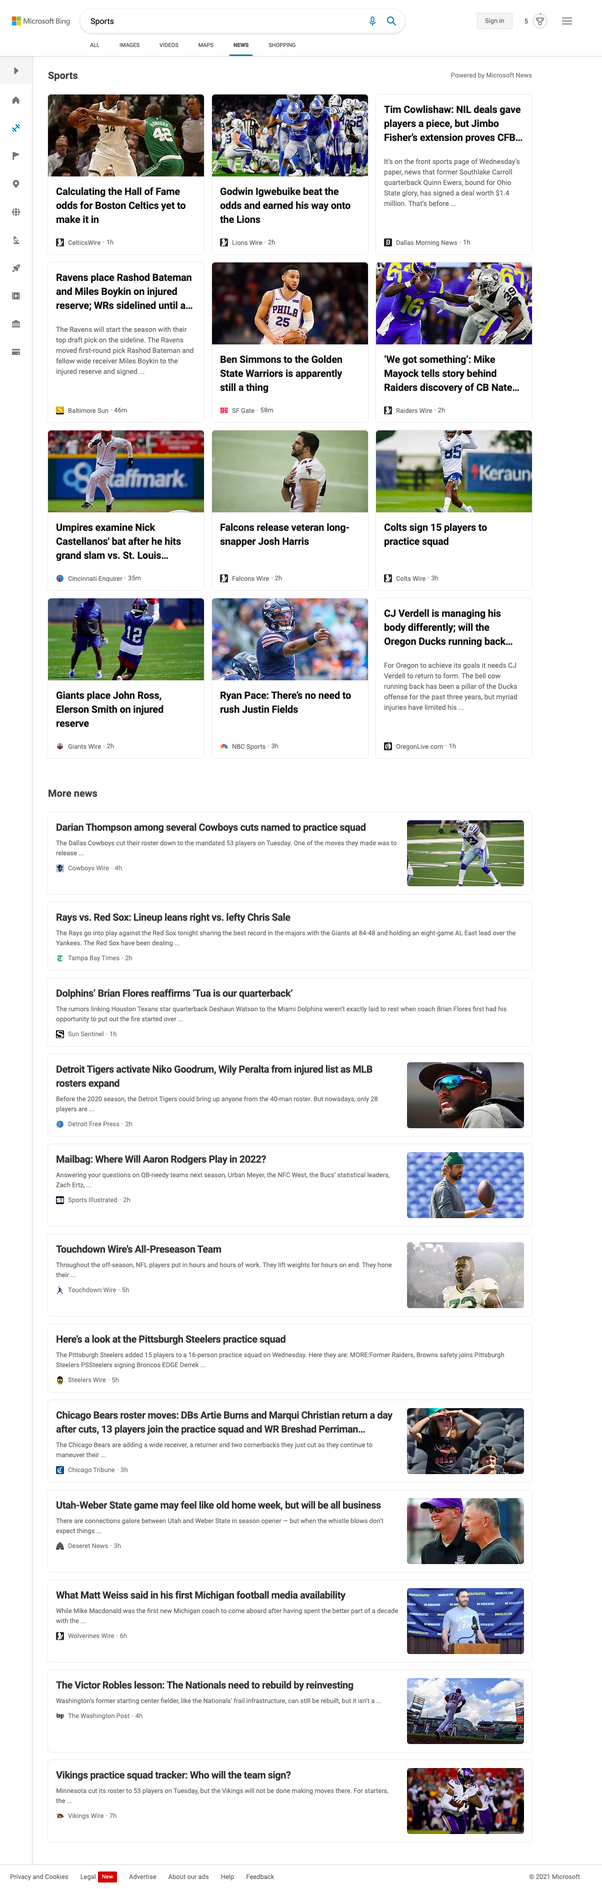 Microsoft Bing
Sports
Sign in
5
ALL IMAGES VIDEOS MAPS NEWS SHOPPING
Sports
Powered by Microsoft News
34
42
Calculating the Hall of Fame
odds for Boston Celtics yet to
make it in
CelticsWire · 1h
Godwin Igwebuike beat the
odds and earned his way onto
the Lions
Lions Wire · 2h
Tim Cowlishaw: NIL deals gave
players a piece, but Jimbo
Fisher's extension proves CFB...
It's on the front sports page of Wednesday's
paper, news that former Southlake Carroll
quarterback Quinn Ewers, bound for Ohio
State glory, has signed a deal worth $1.4
million. That's before ...
Dallas Morning News · 1h
Ravens place Rashod Bateman
and Miles Boykin on injured
reserve; WRs sidelined until a...
The Ravens will start the season with their
top draft pick on the sideline. The Ravens
moved first-round pick Rashod Bateman and
fellow wide receiver Miles Boykin to the
injured reserve and signed ...
Baltimore Sun · 46m
PHILA
25
Ben Simmons to the Golden
State Warriors is apparently
still a thing
SF Gate · 58m
16
67
‘We got something’: Mike
Mayock tells story behind
Raiders discovery of CB Nate...
Raiders Wire · 2h
Staffmark.
Umpires examine Nick
Castellanos' bat after he hits
grand slam vs. St. Louis...
Cincinnati Enquirer · 35m
Falcons release veteran long-
snapper Josh Harris
Falcons Wire · 2h
85
Keraun
Colts sign 15 players to
practice squad
Colts Wire · 3h
12
Giants place John Ross,
Elerson Smith on injured
reserve
Giants Wire · 2h
Ryan Pace: There's no need to
rush Justin Fields
NBC Sports · 3h
CJ Verdell is managing his
body differently; will the
Oregon Ducks running back...
For Oregon to achieve its goals it needs CJ
Verdell to return to form. The bell cow
running back has been a pillar of the Ducks
offense for the past three years, but myriad
injuries have limited his ...
OregonLive.com · 1h
More news
Darian Thompson among several Cowboys cuts named to practice squad
The Dallas Cowboys cut their roster down to the mandated 53 players on Tuesday. One of the moves they made was to
release ...
Cowboys Wire · 4h
Rays vs. Red Sox: Lineup leans right vs. lefty Chris Sale
The Rays go into play against the Red Sox tonight sharing the best record in the majors with the Giants at 84-48 and holding an eight-game AL East lead over the
Yankees. The Red Sox have been dealing ...
Tampa Bay Times · 2h
Dolphins’ Brian Flores reaffirms ‘Tua is our quarterback’
The rumors linking Houston Texans star quarterback Deshaun Watson to the Miami Dolphins weren't exactly laid to rest when coach Brian Flores first had his
opportunity to put out the fire started over ...
Sun Sentinel · 1h
Detroit Tigers activate Niko Goodrum, Wily Peralta from injured list as MLB
rosters expand
Before the 2020 season, the Detroit Tigers could bring up anyone from the 40-man roster. But nowadays, only 28
players are ...
Detroit Free Press · 2h
Mailbag: Where Will Aaron Rodgers Play in 2022?
Answering your questions on QB-needy teams next season, Urban Meyer, the NFC West, the Bucs' statistical leaders,
Zach Ertz, ...
Sports Illustrated · 2h
Touchdown Wire's All-Preseason Team
Throughout the off-season, NFL players put in hours and hours of work. They lift weights for hours on end. They hone
their ...
Touchdown Wire · 5h
Here's a look at the Pittsburgh Steelers practice squad
The Pittsburgh Steelers added 15 players to a 16-person practice squad on Wednesday. Here they are: MORE:Former Raiders, Browns safety joins Pittsburgh
Steelers PSSteelers signing Broncos EDGE Derrek ...
Steelers Wire · 5h
Chicago Bears roster moves: DBs Artie Burns and Marqui Christian return a day
after cuts, 13 players join the practice squad and WR Breshad Perriman...
The Chicago Bears are adding a wide receiver, a returner and two cornerbacks they just cut as they continue to
maneuver their ...
Chicago Tribune · 3h
Utah-Weber State game may feel like old home week, but will be all business
There are connections galore between Utah and Weber State in season opener — but when the whistle blows don't
expect things ...
Deseret News · 3h
What Matt Weiss said in his first Michigan football media availability
While Mike Macdonald was the first new Michigan coach to come aboard after having spent the better part of a decade
with the ...
Wolverines Wire · 6h
The Victor Robles lesson: The Nationals need to rebuild by reinvesting
Washington's former starting center fielder, like the Nationals' frail infrastructure, can still be rebuilt, but it isn't a ...
The Washington Post · 4h
Vikings practice squad tracker: Who will the team sign?
Minnesota cut its roster to 53 players on Tuesday, but the Vikings will not be done making moves there. For starters,
the ...
Vikings Wire · 7h
Privacy and Cookies Legal New Advertise About our ads Help Feedback
© 2021 Microsoft